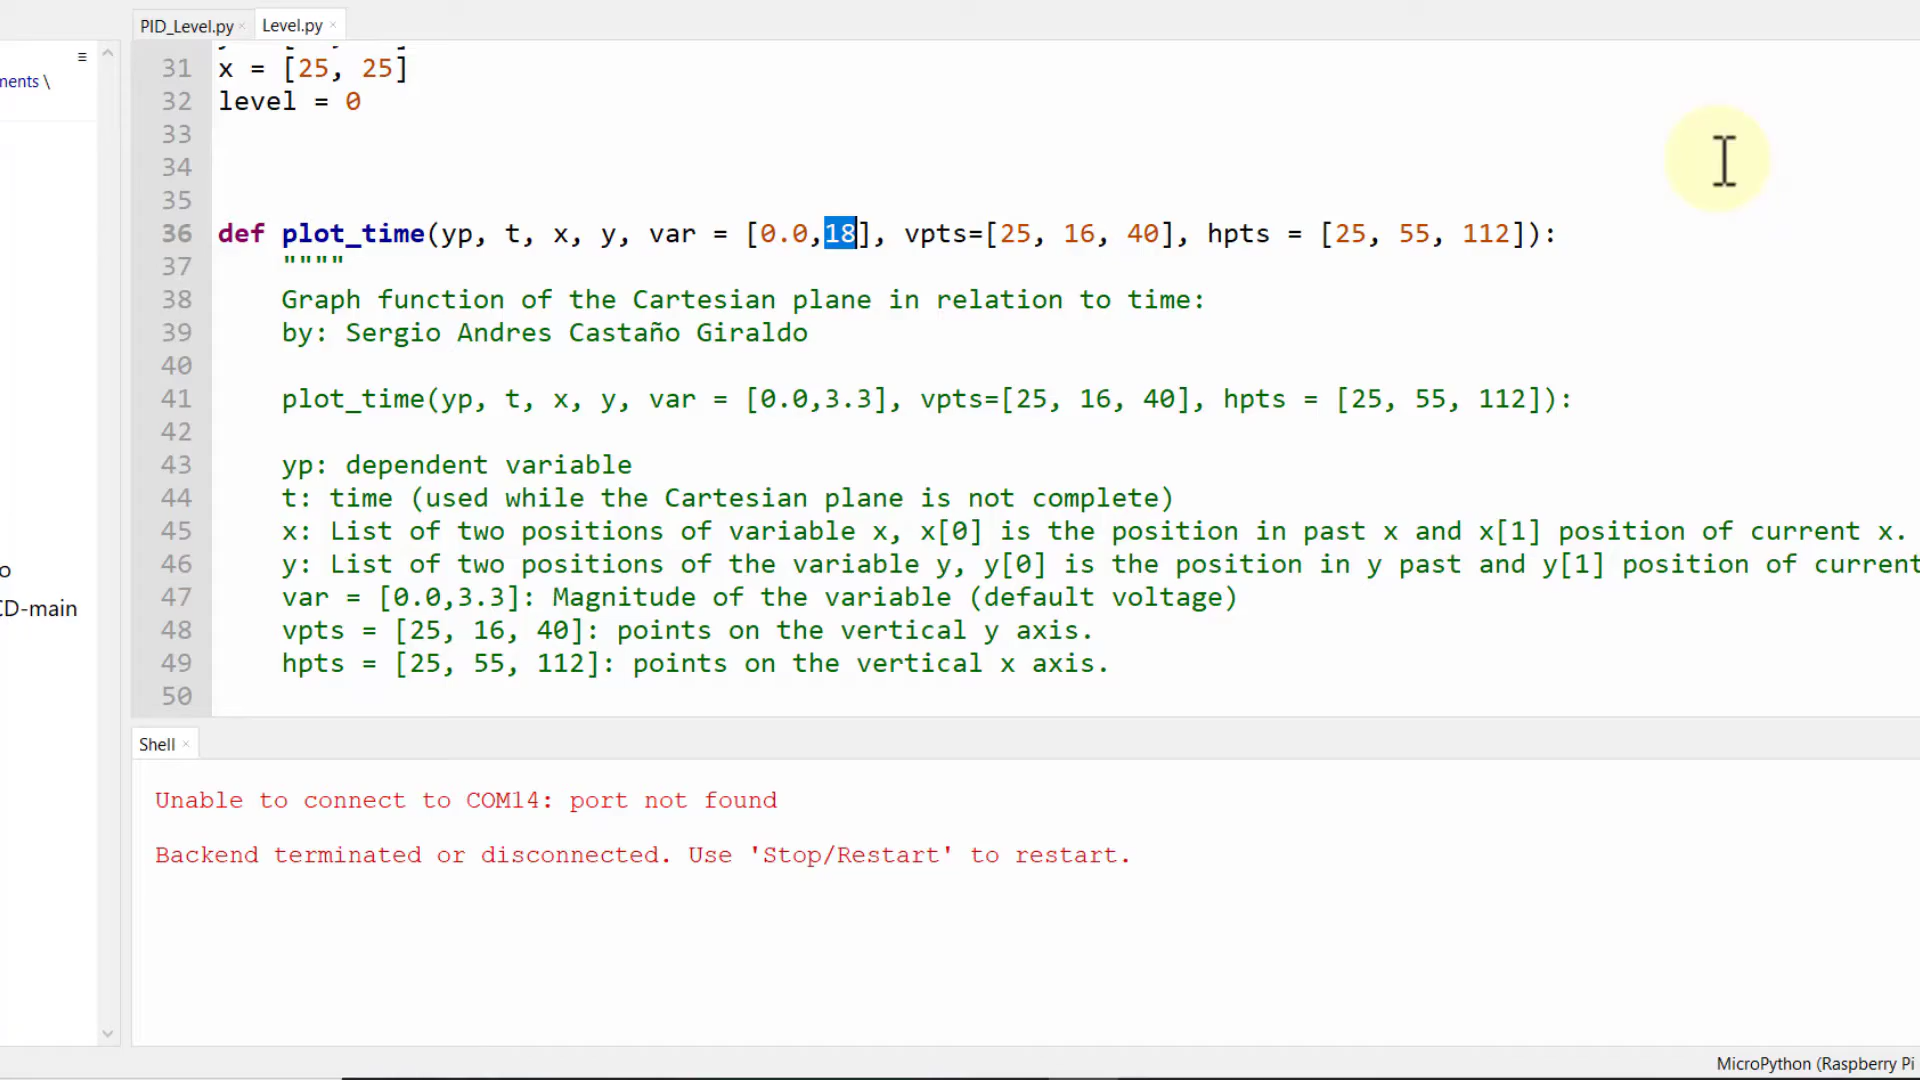 PID_Level.py × Level.py ×
≡
ments \
31 x = [25, 25]
32 level = 0
33
34
35
36 def plot_time(yp, t, x, y, var = [0.0,18], vpts=[25, 16, 40], hpts = [25, 55, 112]):
37 """"
38 Graph function of the Cartesian plane in relation to time:
39 by: Sergio Andres Castaño Giraldo
40
41 plot_time(yp, t, x, y, var = [0.0,3.3], vpts=[25, 16, 40], hpts = [25, 55, 112]):
42
43 yp: dependent variable
44 t: time (used while the Cartesian plane is not complete)
45 x: List of two positions of variable x, x[0] is the position in past x and x[1] position of current x.
46 y: List of two positions of the variable y, y[0] is the position in y past and y[1] position of current
47 var = [0.0,3.3]: Magnitude of the variable (default voltage)
48 vpts = [25, 16, 40]: points on the vertical y axis.
49 hpts = [25, 55, 112]: points on the vertical x axis.
50
o
CD-main
Shell ×
Unable to connect to COM14: port not found
Backend terminated or disconnected. Use 'Stop/Restart' to restart.
MicroPython (Raspberry Pi